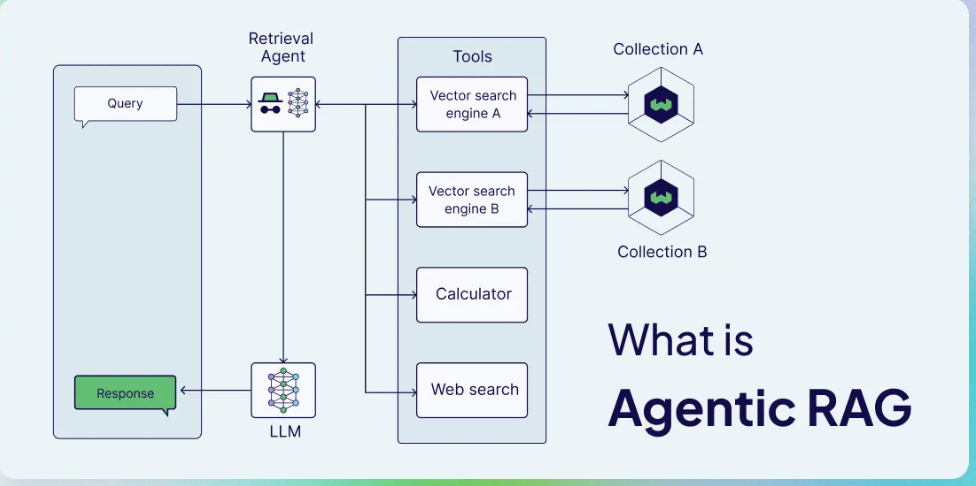 Retrieval
Agent
Tools
Collection A
Query
Vector search
engine A
Vector search
engine B
Collection B
Calculator
What is
Agentic RAG
Response
Web search
LLM